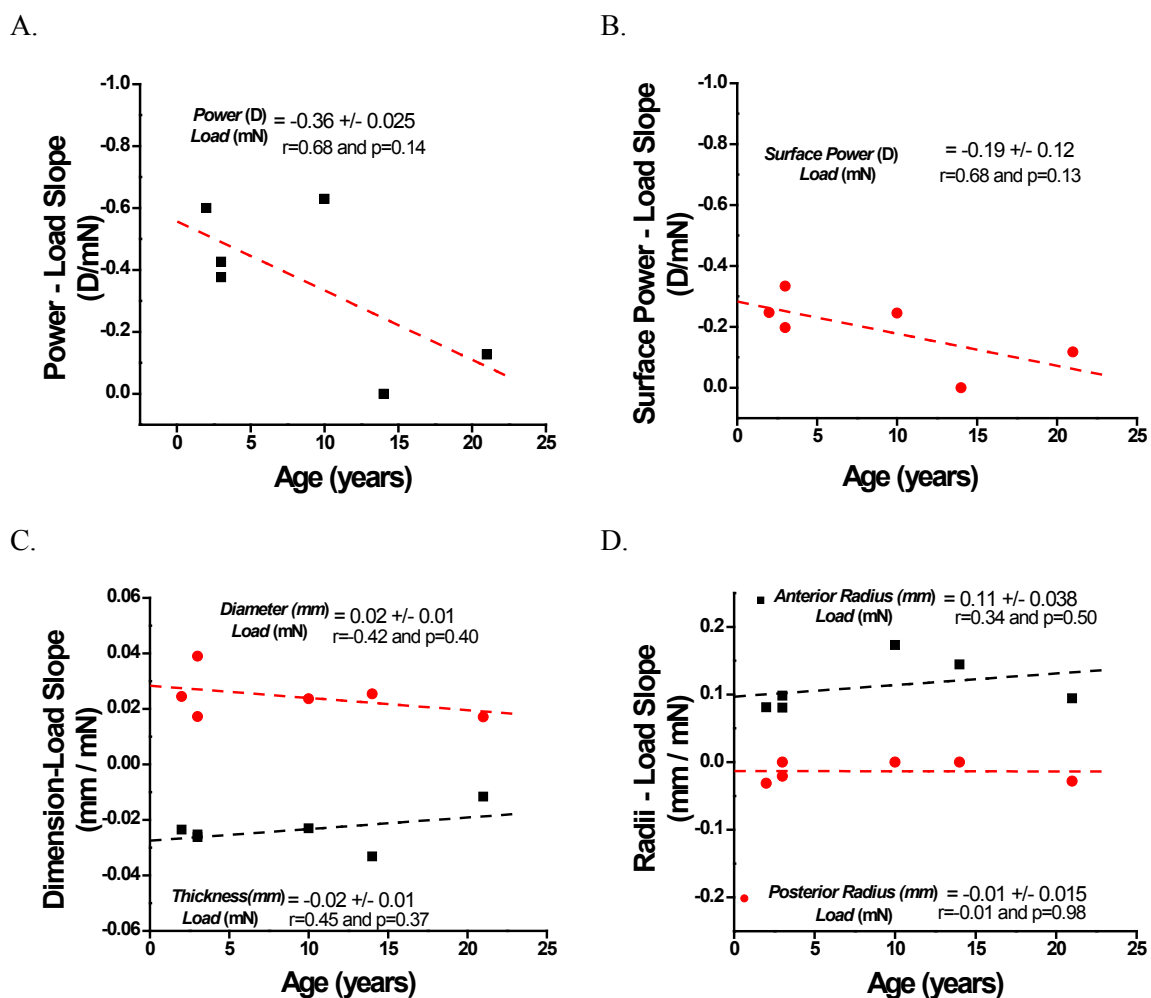 A.
-1.0
-0.8
-0.6
-0.4
-0.2
0.0
Power - Load Slope
(D/mN)
Power (D) = -0.36 +/- 0.025
Load (mN)
r=0.68 and p=0.14
0 5 10 15 20 25
Age (years)
B.
-1.0
-0.8
-0.6
-0.4
-0.2
0.0
Surface Power - Load Slope
(D/mN)
Surface Power (D) = -0.19 +/- 0.12
Load (mN) r=0.68 and p=0.13
0 5 10 15 20 25
Age (years)
C.
0.06
0.04
0.02
0.00
-0.02
-0.04
-0.06
Dimension-Load Slope
(mm / mN)
Diameter (mm) = 0.02 +/- 0.01
Load (mN) r=-0.42 and p=0.40
Thickness(mm) = -0.02 +/- 0.01
Load (mN) r=0.45 and p=0.37
0 5 10 15 20 25
Age (years)
D.
0.2
0.1
0.0
-0.1
-0.2
Radii - Load Slope
(mm / mN)
Anterior Radius (mm) = 0.11 +/- 0.038
Load (mN) r=0.34 and p=0.50
Posterior Radius (mm) = -0.01 +/- 0.015
Load (mN) r=-0.01 and p=0.98
0 5 10 15 20 25
Age (years)